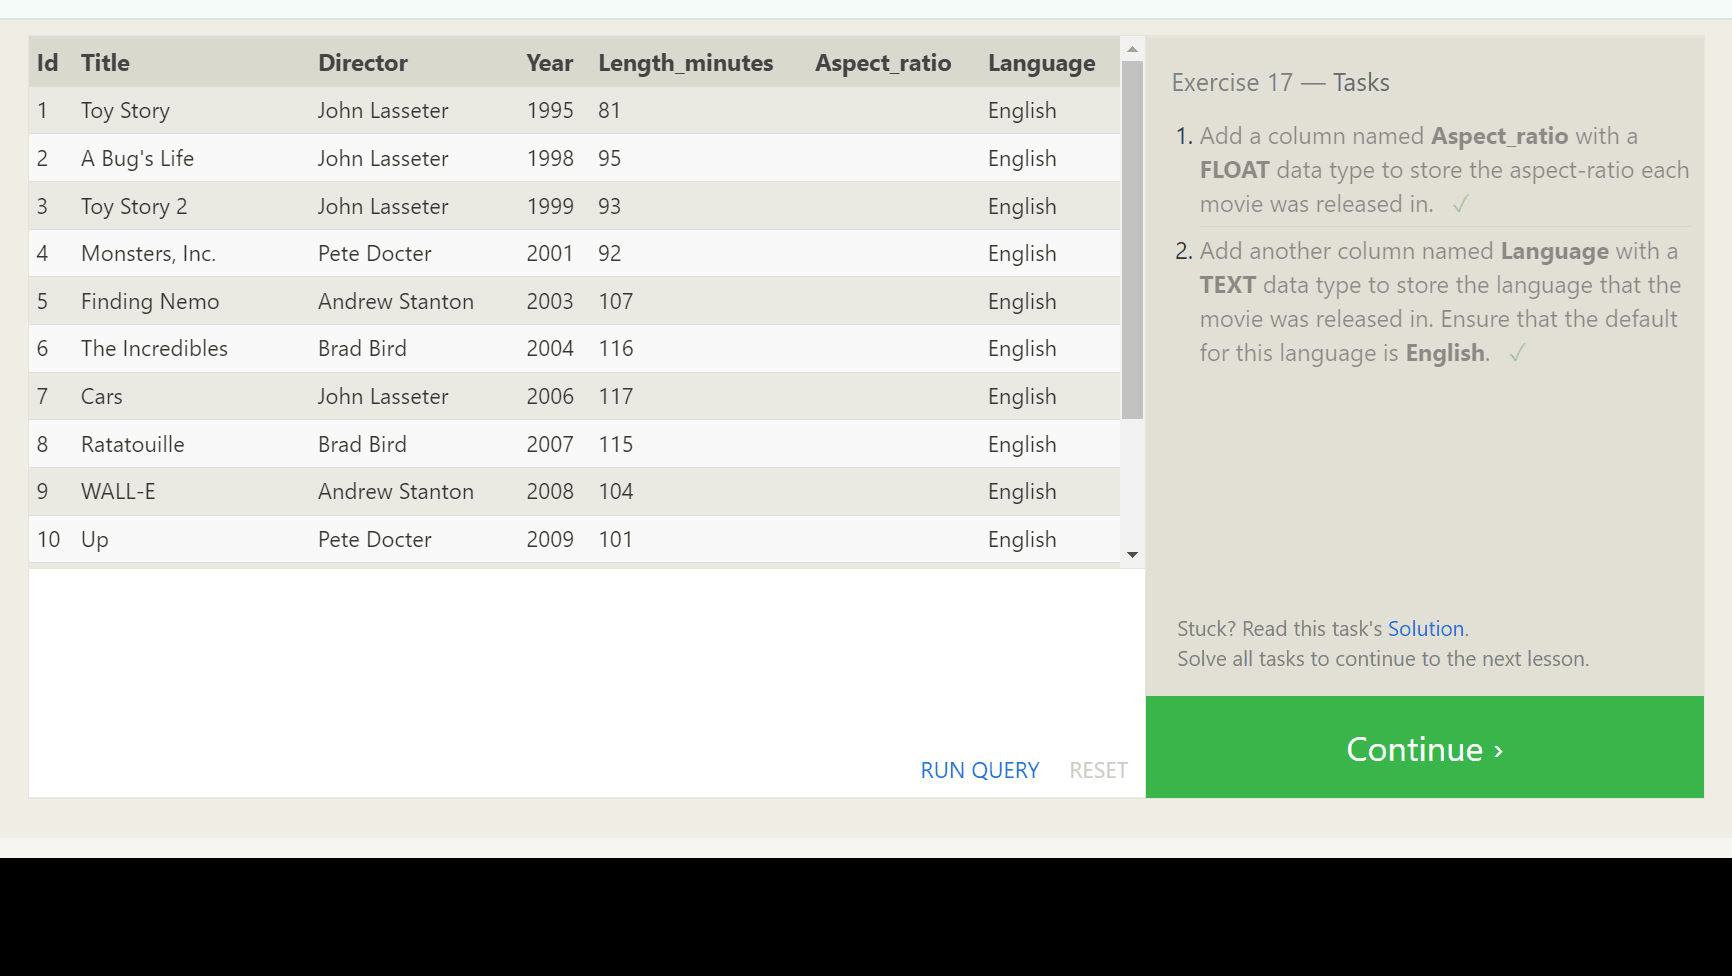 Id Title Director Year Length_minutes Aspect_ratio Language
1 Toy Story John Lasseter 1995 81 English
2 A Bug's Life John Lasseter 1998 95 English
3 Toy Story 2 John Lasseter 1999 93 English
4 Monsters, Inc. Pete Docter 2001 92 English
5 Finding Nemo Andrew Stanton 2003 107 English
6 The Incredibles Brad Bird 2004 116 English
7 Cars John Lasseter 2006 117 English
8 Ratatouille Brad Bird 2007 115 English
9 WALL-E Andrew Stanton 2008 104 English
10 Up Pete Docter 2009 101 English
RUN QUERY RESET
Exercise 17 — Tasks
1. Add a column named Aspect_ratio with a
FLOAT data type to store the aspect-ratio each
movie was released in. ✓
2. Add another column named Language with a
TEXT data type to store the language that the
movie was released in. Ensure that the default
for this language is English. ✓
Stuck? Read this task's Solution.
Solve all tasks to continue to the next lesson.
Continue ›